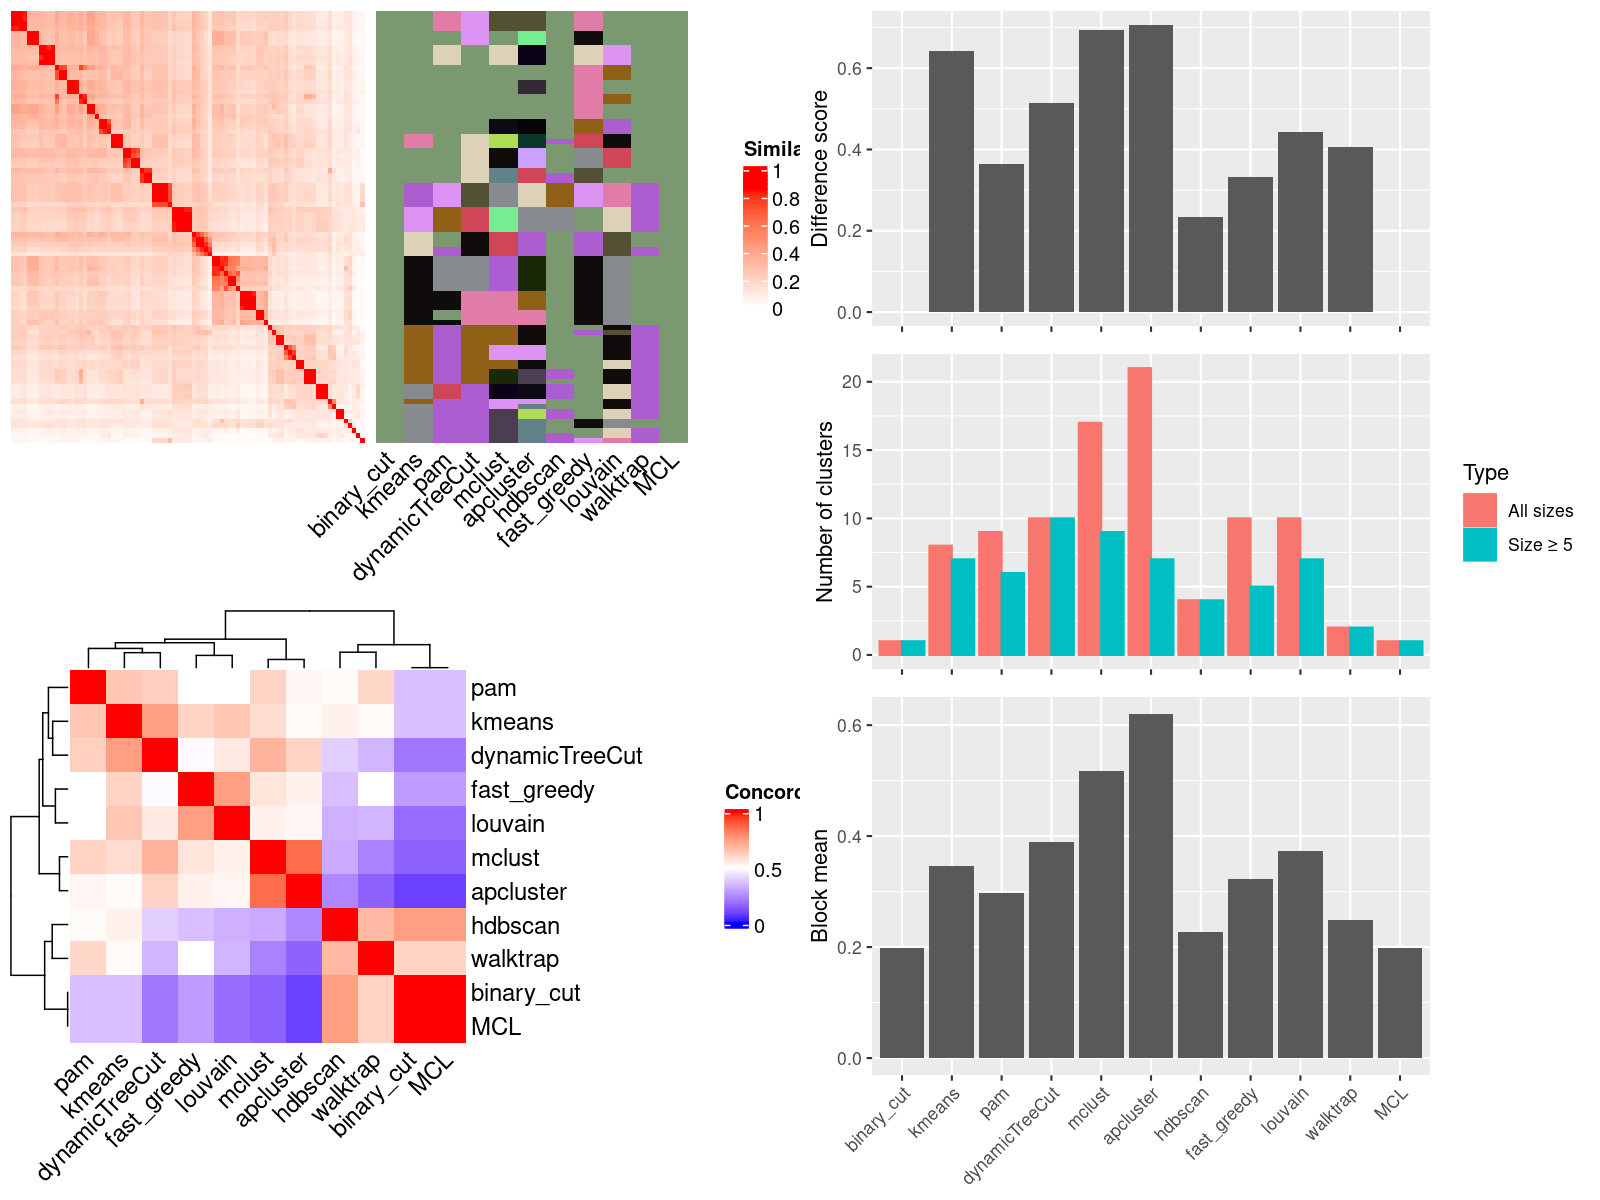 Simila
1
0.8
0.6
0.4
0.2
0
binary_cut
kmeans
pam
dynamicTreeCut
mclust
apcluster
hdbscan
fast_greedy
louvain
walktrap
MCL
pam
kmeans
dynamicTreeCut
fast_greedy
louvain
mclust
apcluster
hdbscan
walktrap
binary_cut
MCL
pam
kmeans
dynamicTreeCut
fast_greedy
louvain
mclust
apcluster
hdbscan
walktrap
binary_cut
MCL
Concord
1
0.5
0
Difference score
0.6
0.4
0.2
0.0
Number of clusters
20
15
10
5
0
Type
All sizes
Size ≥ 5
Block mean
0.6
0.4
0.2
0.0
binary_cut
kmeans
pam
dynamicTreeCut
mclust
apcluster
hdbscan
fast_greedy
louvain
walktrap
MCL